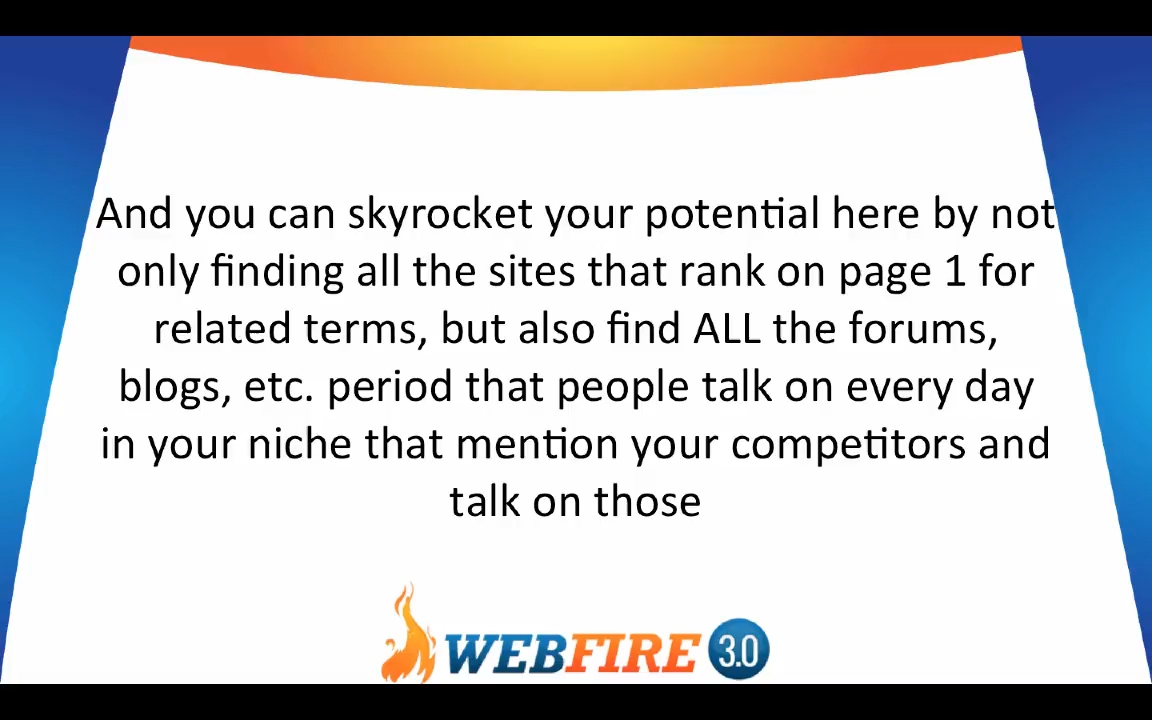 And you can skyrocket your potential here by not
only finding all the sites that rank on page 1 for
related terms, but also find ALL the forums,
blogs, etc. period that people talk on every day
in your niche that mention your competitors and
talk on those
WEBFIRE 3.0